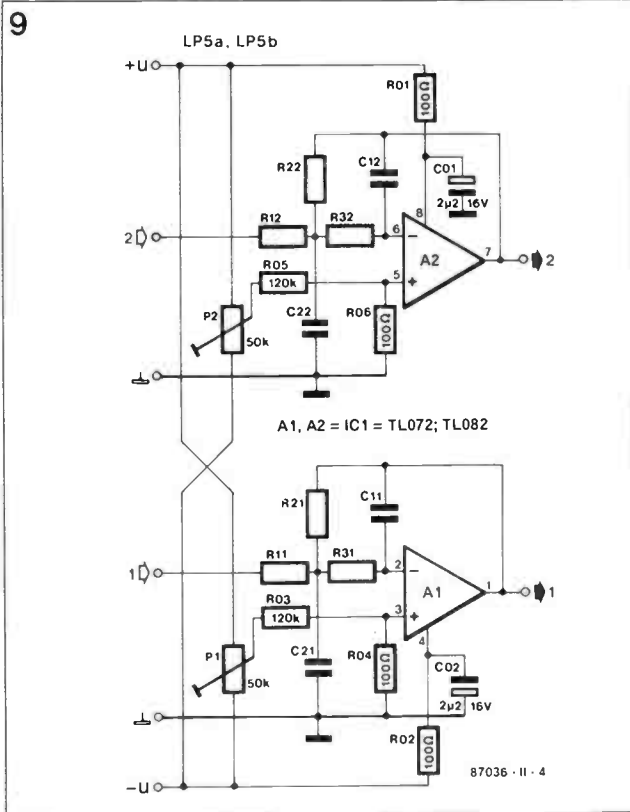 9
LP5a, LP5b
+U
R01
100Ω
R22
C12
C01
2µ2 16V
8
2
R12
R32
6
−
A2
7
2
R05
120k
5
+
P2
50k
C22
R06
100Ω
A1, A2 = IC1 = TL072; TL082
R21
C11
1
R11
R31
2
−
A1
1
1
R03
120k
3
+
4
P1
50k
C21
R04
100Ω
C02
2µ2 16V
R02
100Ω
−U
87036 - II - 4